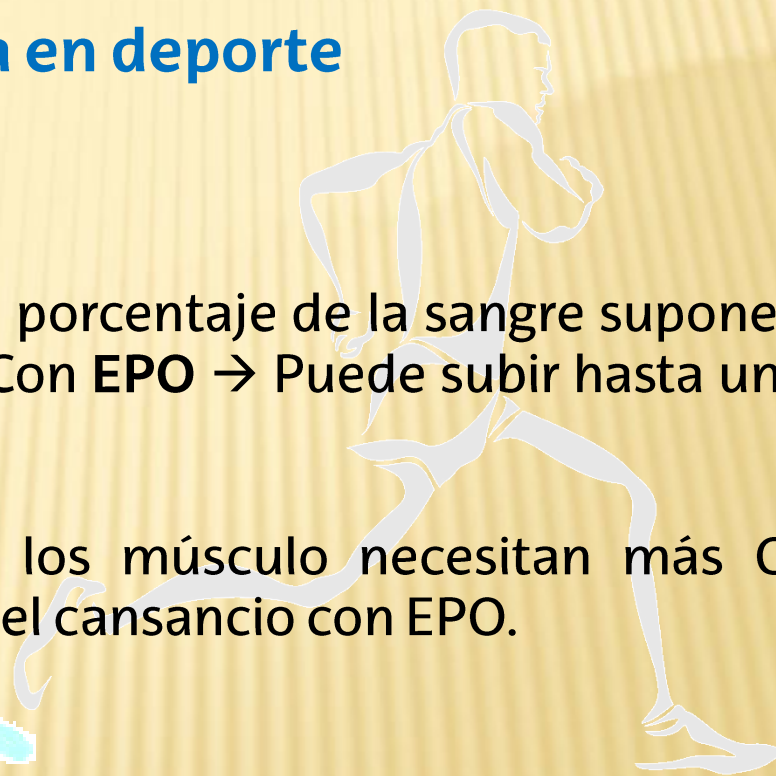 a en deporte
porcentaje de la sangre supone
Con EPO → Puede subir hasta un
los músculo necesitan más
el cansancio con EPO.